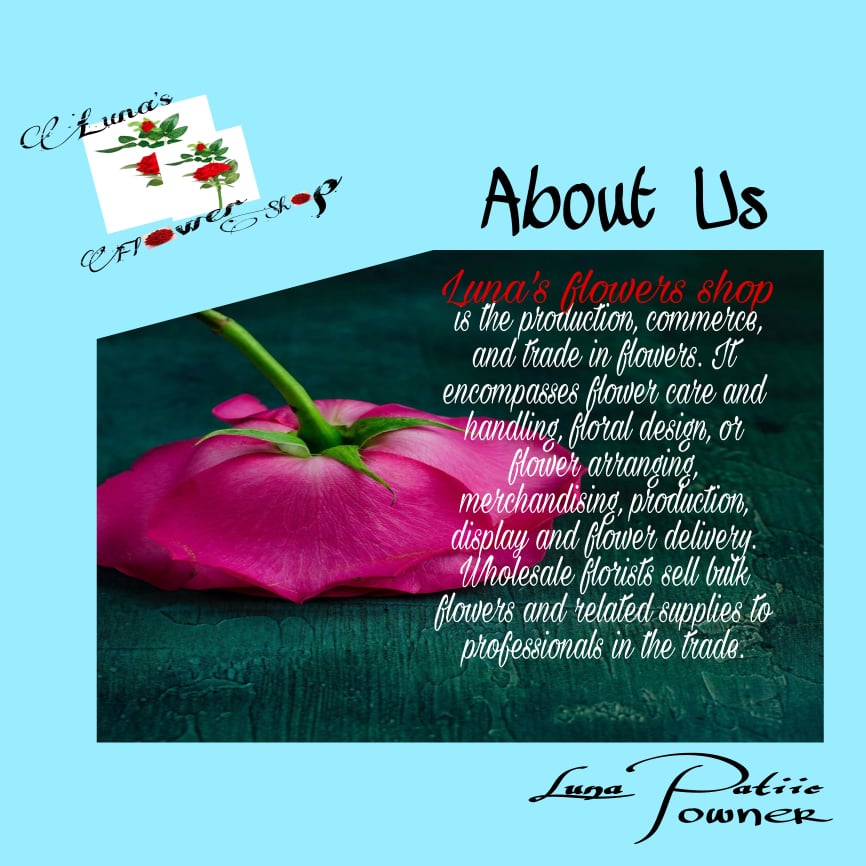 Luna's
Flower Shop
About Us
Luna's flowers shop
is the production, commerce,
and trade in flowers. It
encompasses flower care and
handling, floral design, or
flower arranging,
merchandising, production,
display and flower delivery.
Wholesale florists sell bulk
flowers and related supplies to
professionals in the trade.
Luna Patiic
owner